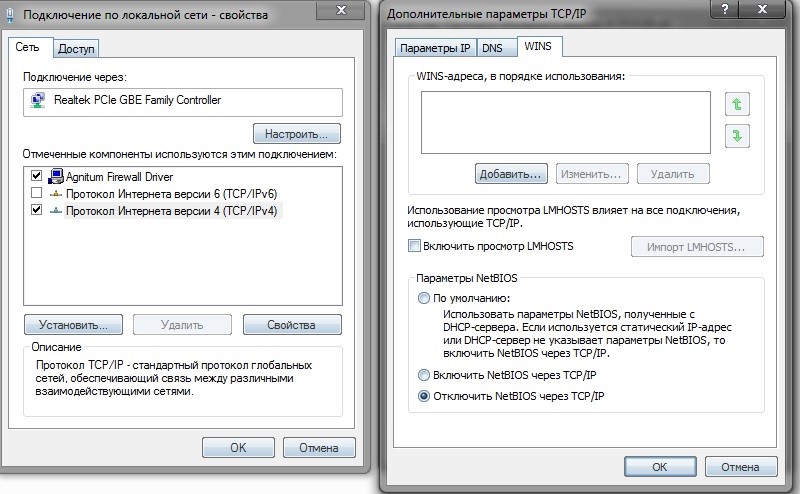 Подключение по локальной сети - свойства
Сеть
Доступ
Подключение через:
Realtek PCIe GBE Family Controller
Настроить...
Отмеченные компоненты используются этим подключением:
Agnitum Firewall Driver
Протокол Интернета версии 6 (TCP/IPv6)
Протокол Интернета версии 4 (TCP/IPv4)
Установить...
Удалить
Свойства
Описание
Протокол TCP/IP - стандартный протокол глобальных
сетей, обеспечивающий связь между различными
взаимодействующими сетями.
OK
Отмена
Дополнительные параметры TCP/IP
?
Параметры IP
DNS
WINS
WINS-адреса, в порядке использования:
Добавить...
Изменить...
Удалить
Использование просмотра LMHOSTS влияет на все подключения,
использующие TCP/IP.
Включить просмотр LMHOSTS
Импорт LMHOSTS...
Параметры NetBIOS
По умолчанию:
Использовать параметры NetBIOS, полученные с
DHCP-сервера. Если используется статический IP-адрес
или DHCP-сервер не указывает параметры NetBIOS, то
включить NetBIOS через TCP/IP.
Включить NetBIOS через TCP/IP
Отключить NetBIOS через TCP/IP
OK
Отмена